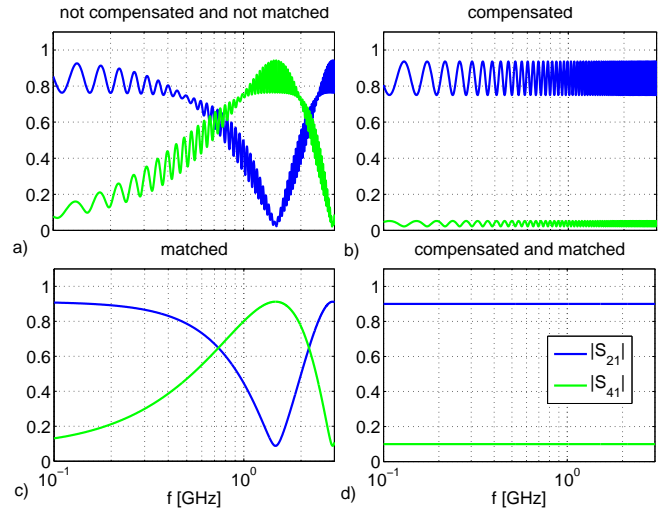 not compensated and not matched
compensated
1
0.8
0.6
0.4
0.2
0
a)
1
0.8
0.6
0.4
0.2
0
b)
matched
compensated and matched
1
0.8
0.6
0.4
0.2
0
10⁻¹
10⁰
f [GHz]
c)
1
0.8
0.6
0.4
0.2
0
|S₂₁|
|S₄₁|
10⁻¹
10⁰
f [GHz]
d)